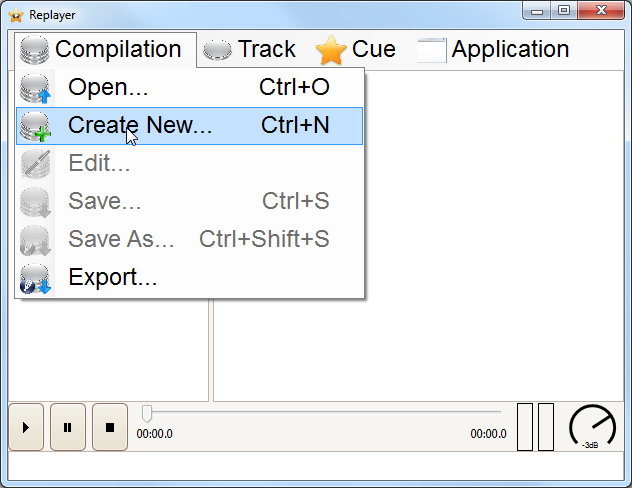 Replayer
Compilation Track Cue Application
Open... Ctrl+O
Create New... Ctrl+N
Edit...
Save... Ctrl+S
Save As... Ctrl+Shift+S
Export...
00:00.0 00:00.0
-3dB